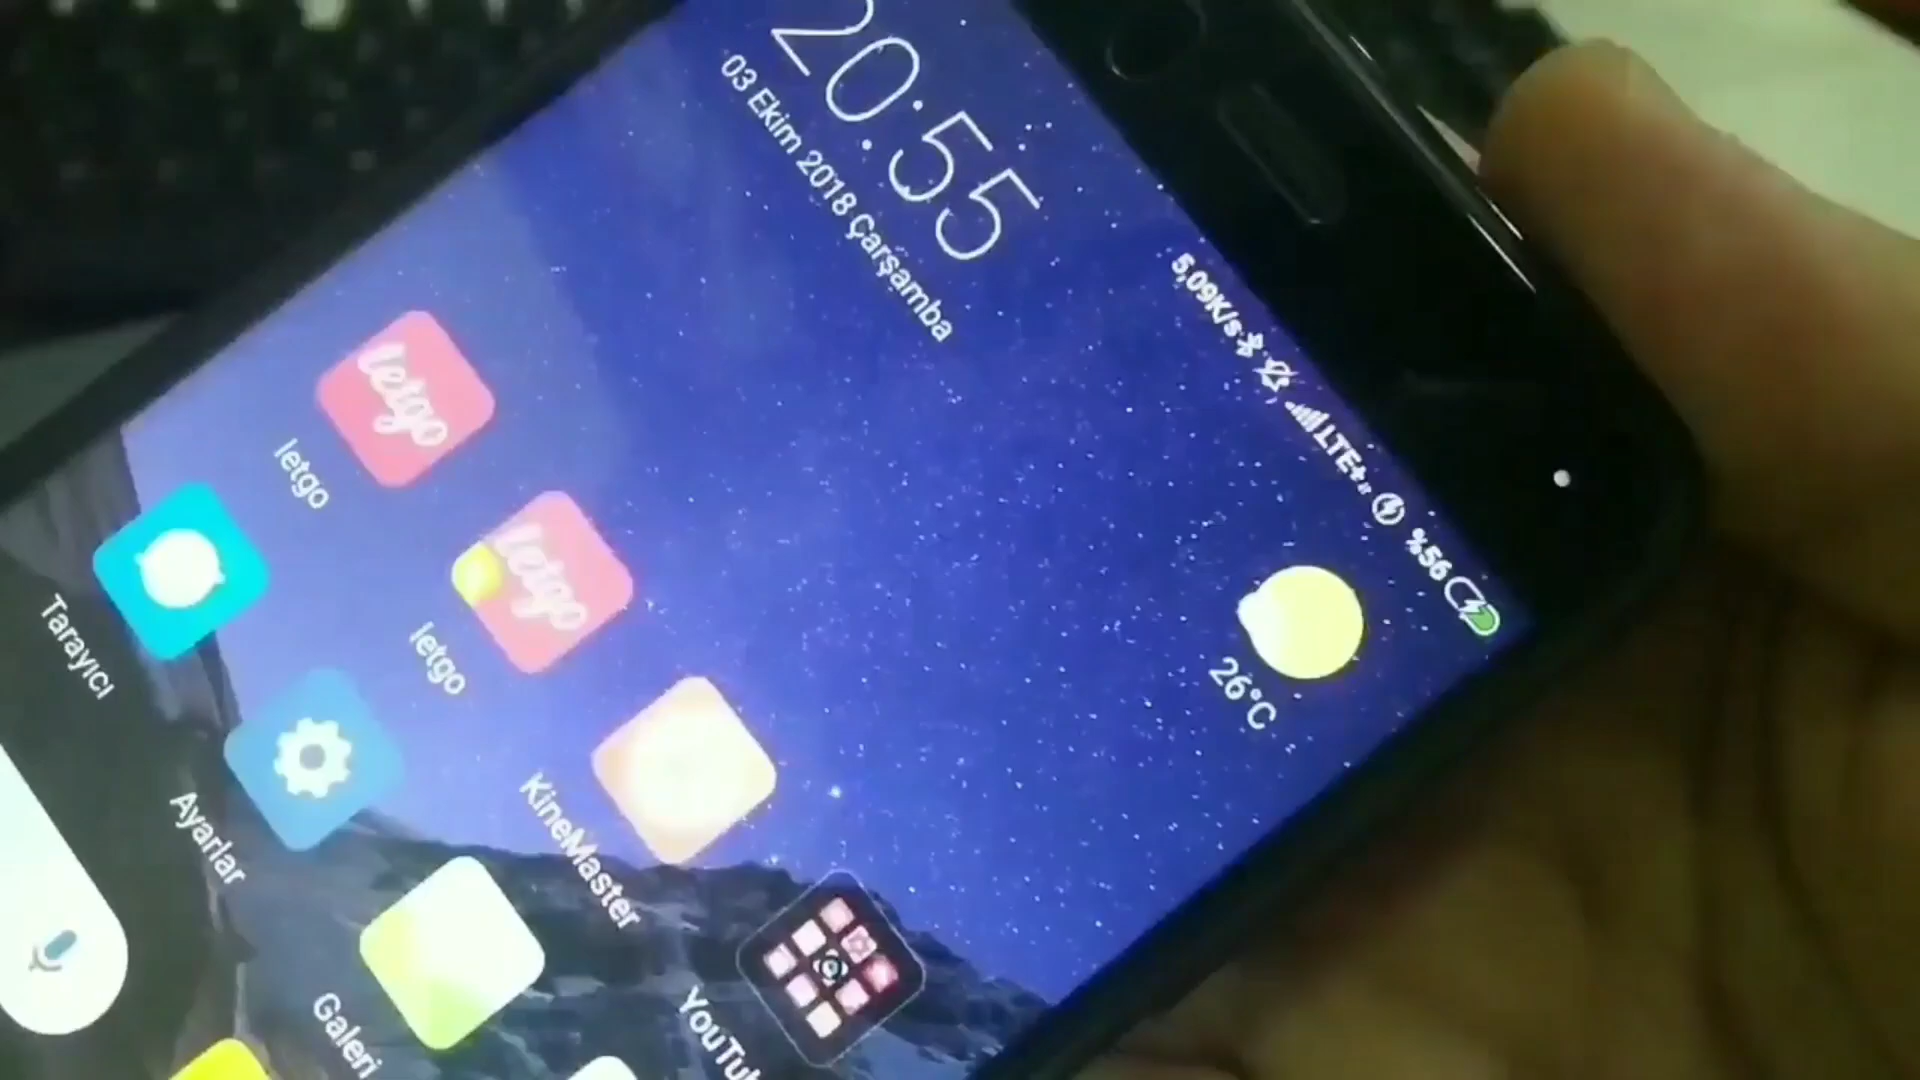 5,09K/s LTE+ %56
20:55
03 Ekim 2018 Çarşamba
26°C
letgo
letgo
letgo
letgo
KineMaster
Tarayıcı
Ayarlar
Galeri
YouTub